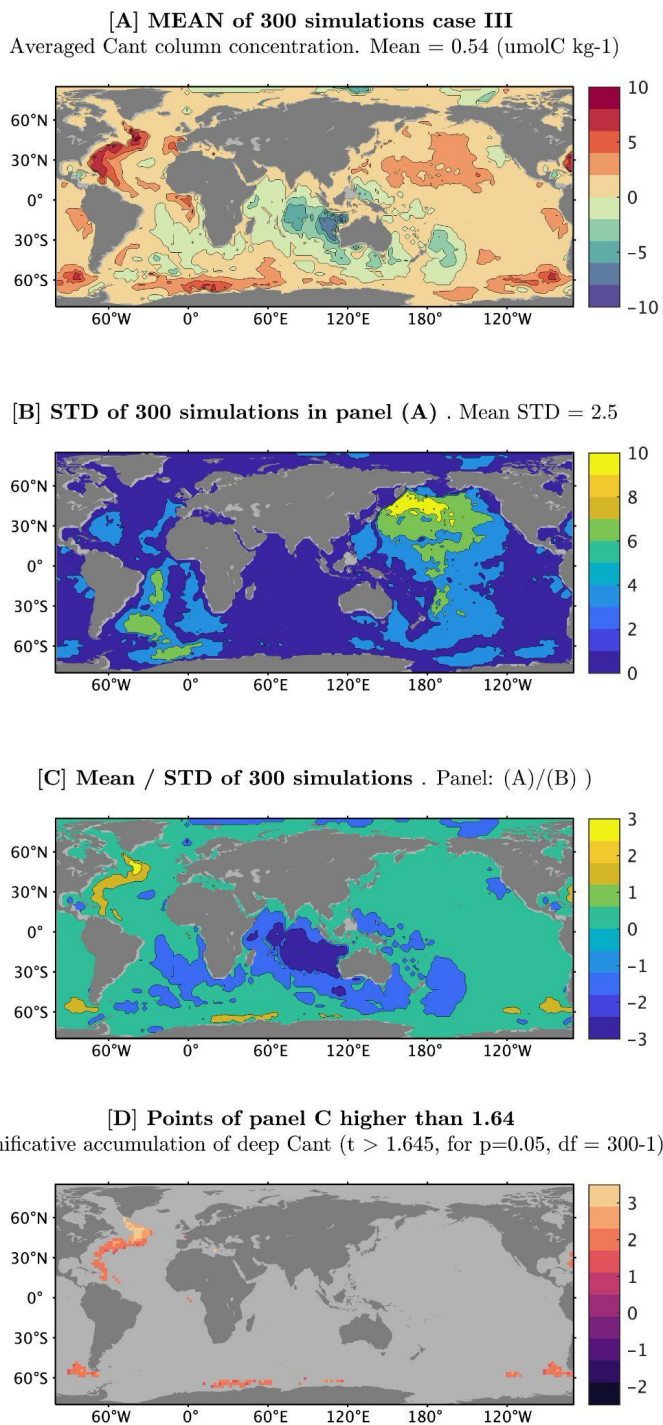 [A] MEAN of 300 simulations case III
Averaged Cant column concentration. Mean = 0.54 (umolC kg-1)
60°N
30°N
0°
30°S
60°S
60°W 0° 60°E 120°E 180° 120°W
10
5
0
−5
−10
[B] STD of 300 simulations in panel (A) . Mean STD = 2.5
60°N
30°N
0°
30°S
60°S
60°W 0° 60°E 120°E 180° 120°W
10
8
6
4
2
0
[C] Mean / STD of 300 simulations . Panel: (A)/(B) )
60°N
30°N
0°
30°S
60°S
60°W 0° 60°E 120°E 180° 120°W
3
2
1
0
−1
−2
−3
[D] Points of panel C higher than 1.64
nificative accumulation of deep Cant (t > 1.645, for p=0.05, df = 300-1)
60°N
30°N
0°
30°S
60°S
60°W 0° 60°E 120°E 180° 120°W
3
2
1
0
−1
−2